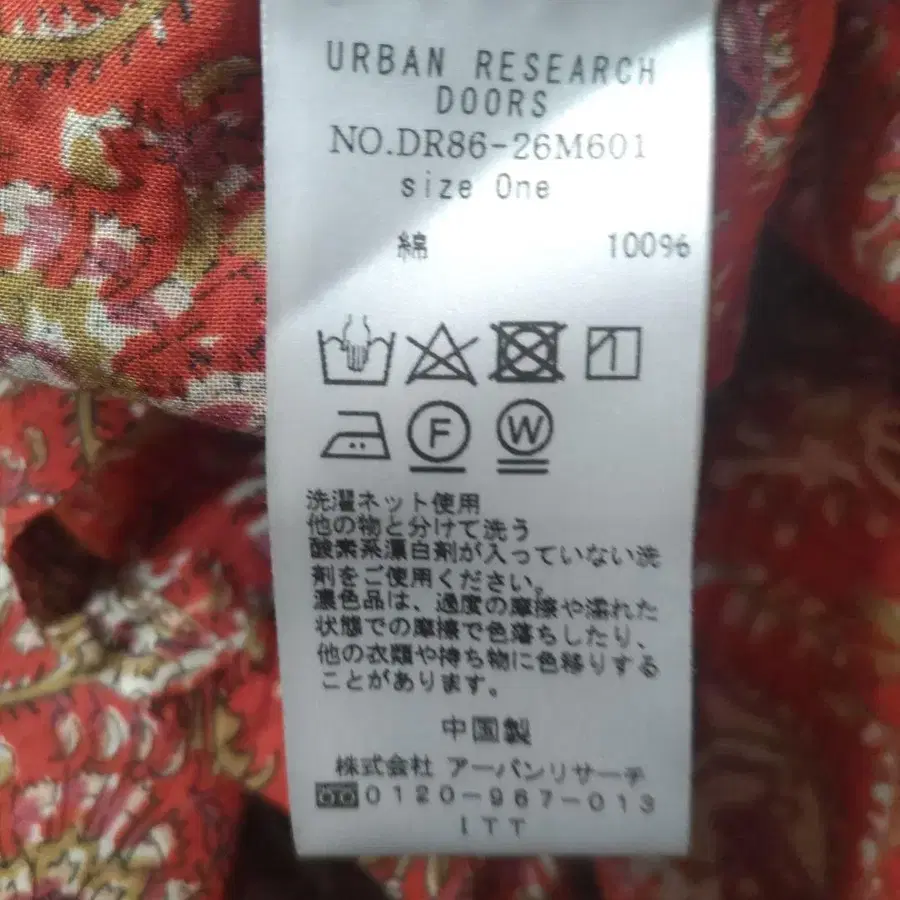 URBAN RESEARCH
DOORS
NO.DR86-26M601
size One
綿 100%
F W
洗濯ネット使用
他の物と分けて洗う
酸素系漂白剤が入っていない洗
剤をご使用ください。
濃色品は、過度の摩擦や濡れた
状態での摩擦で色落ちしたり、
他の衣類や持ち物に色移りする
ことがあります。
中国製
株式会社 アーバンリサーチ
0120-967-013
ITT